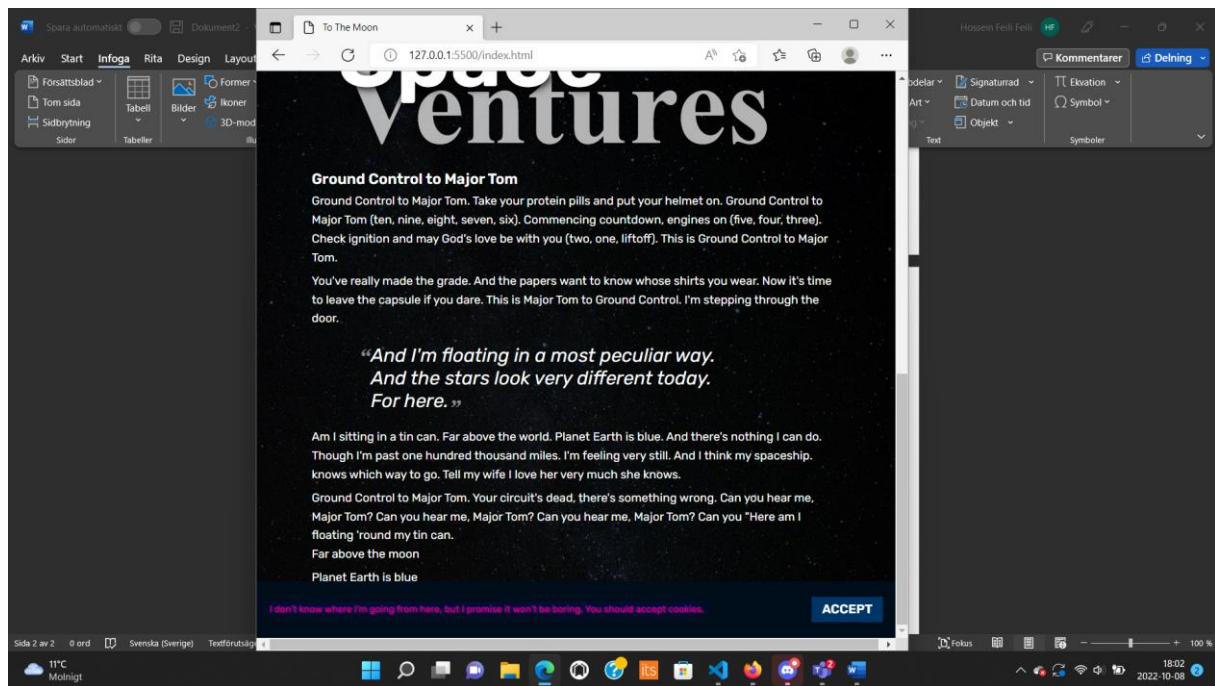 Spara automatiskt
Dokument2 -
To The Moon
Hossein Feili Feili
HF
Arkiv Start Infoga Rita Design Layout
127.0.0.1:5500/index.html
Kommentarer
Delning
Försättsblad
Tom sida
Sidbrytning
Sidor
Tabell
Tabeller
Bilder
Former
Ikoner
3D-mod
Illu
Signaturrad
Datum och tid
Objekt
Text
Ekvation
Symbol
Symboler
Space
Ventures
Ground Control to Major Tom
Ground Control to Major Tom. Take your protein pills and put your helmet on. Ground Control to
Major Tom (ten, nine, eight, seven, six). Commencing countdown, engines on (five, four, three).
Check ignition and may God's love be with you (two, one, liftoff). This is Ground Control to Major
Tom.
You've really made the grade. And the papers want to know whose shirts you wear. Now it's time
to leave the capsule if you dare. This is Major Tom to Ground Control. I'm stepping through the
door.
“And I'm floating in a most peculiar way.
And the stars look very different today.
For here.”
Am I sitting in a tin can. Far above the world. Planet Earth is blue. And there's nothing I can do.
Though I'm past one hundred thousand miles. I'm feeling very still. And I think my spaceship.
knows which way to go. Tell my wife I love her very much she knows.
Ground Control to Major Tom. Your circuit's dead, there's something wrong. Can you hear me,
Major Tom? Can you hear me, Major Tom? Can you hear me, Major Tom? Can you "Here am I
floating 'round my tin can.
Far above the moon
Planet Earth is blue
I don't know where I'm going from here, but I promise it won't be boring. You should accept cookies.
ACCEPT
Sida 2 av 2 0 ord Svenska (Sverige) Textförutsäg
Fokus
100 %
11°C
Molnigt
its
18:02
2022-10-08
2